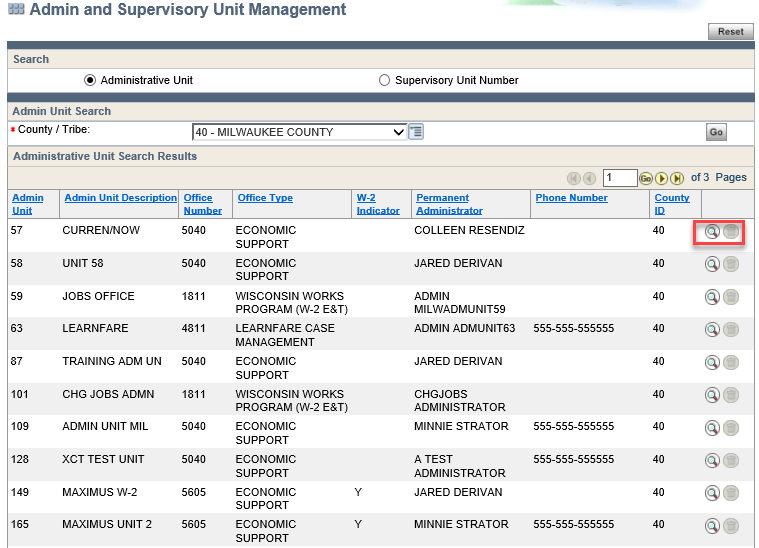 Admin and Supervisory Unit Management
Reset
Search
Administrative Unit Supervisory Unit Number
Admin Unit Search
* County / Tribe: 40 - MILWAUKEE COUNTY Go
Administrative Unit Search Results
1 Go of 3 Pages
Admin Admin Unit Description Office Office Type W-2 Permanent Phone Number County
Unit Number Indicator Administrator ID
57 CURREN/NOW 5040 ECONOMIC COLLEEN RESENDIZ 40
SUPPORT
58 UNIT 58 5040 ECONOMIC JARED DERIVAN 40
SUPPORT
59 JOBS OFFICE 1811 WISCONSIN WORKS ADMIN 40
PROGRAM (W-2 E&T) MILWADMUNIT59
63 LEARNFARE 4811 LEARNFARE CASE ADMIN ADMUNIT63 555-555-555555 40
MANAGEMENT
87 TRAINING ADM UN 5040 ECONOMIC JARED DERIVAN 40
SUPPORT
101 CHG JOBS ADMN 1811 WISCONSIN WORKS CHGJOBS 40
PROGRAM (W-2 E&T) ADMINISTRATOR
109 ADMIN UNIT MIL 5040 ECONOMIC MINNIE STRATOR 555-555-555555 40
SUPPORT
128 XCT TEST UNIT 5040 ECONOMIC A TEST 555-555-555555 40
SUPPORT ADMINISTRATOR
149 MAXIMUS W-2 5605 ECONOMIC Y JARED DERIVAN 40
SUPPORT
165 MAXIMUS UNIT 2 5605 ECONOMIC Y MINNIE STRATOR 555-555-555555 40
SUPPORT